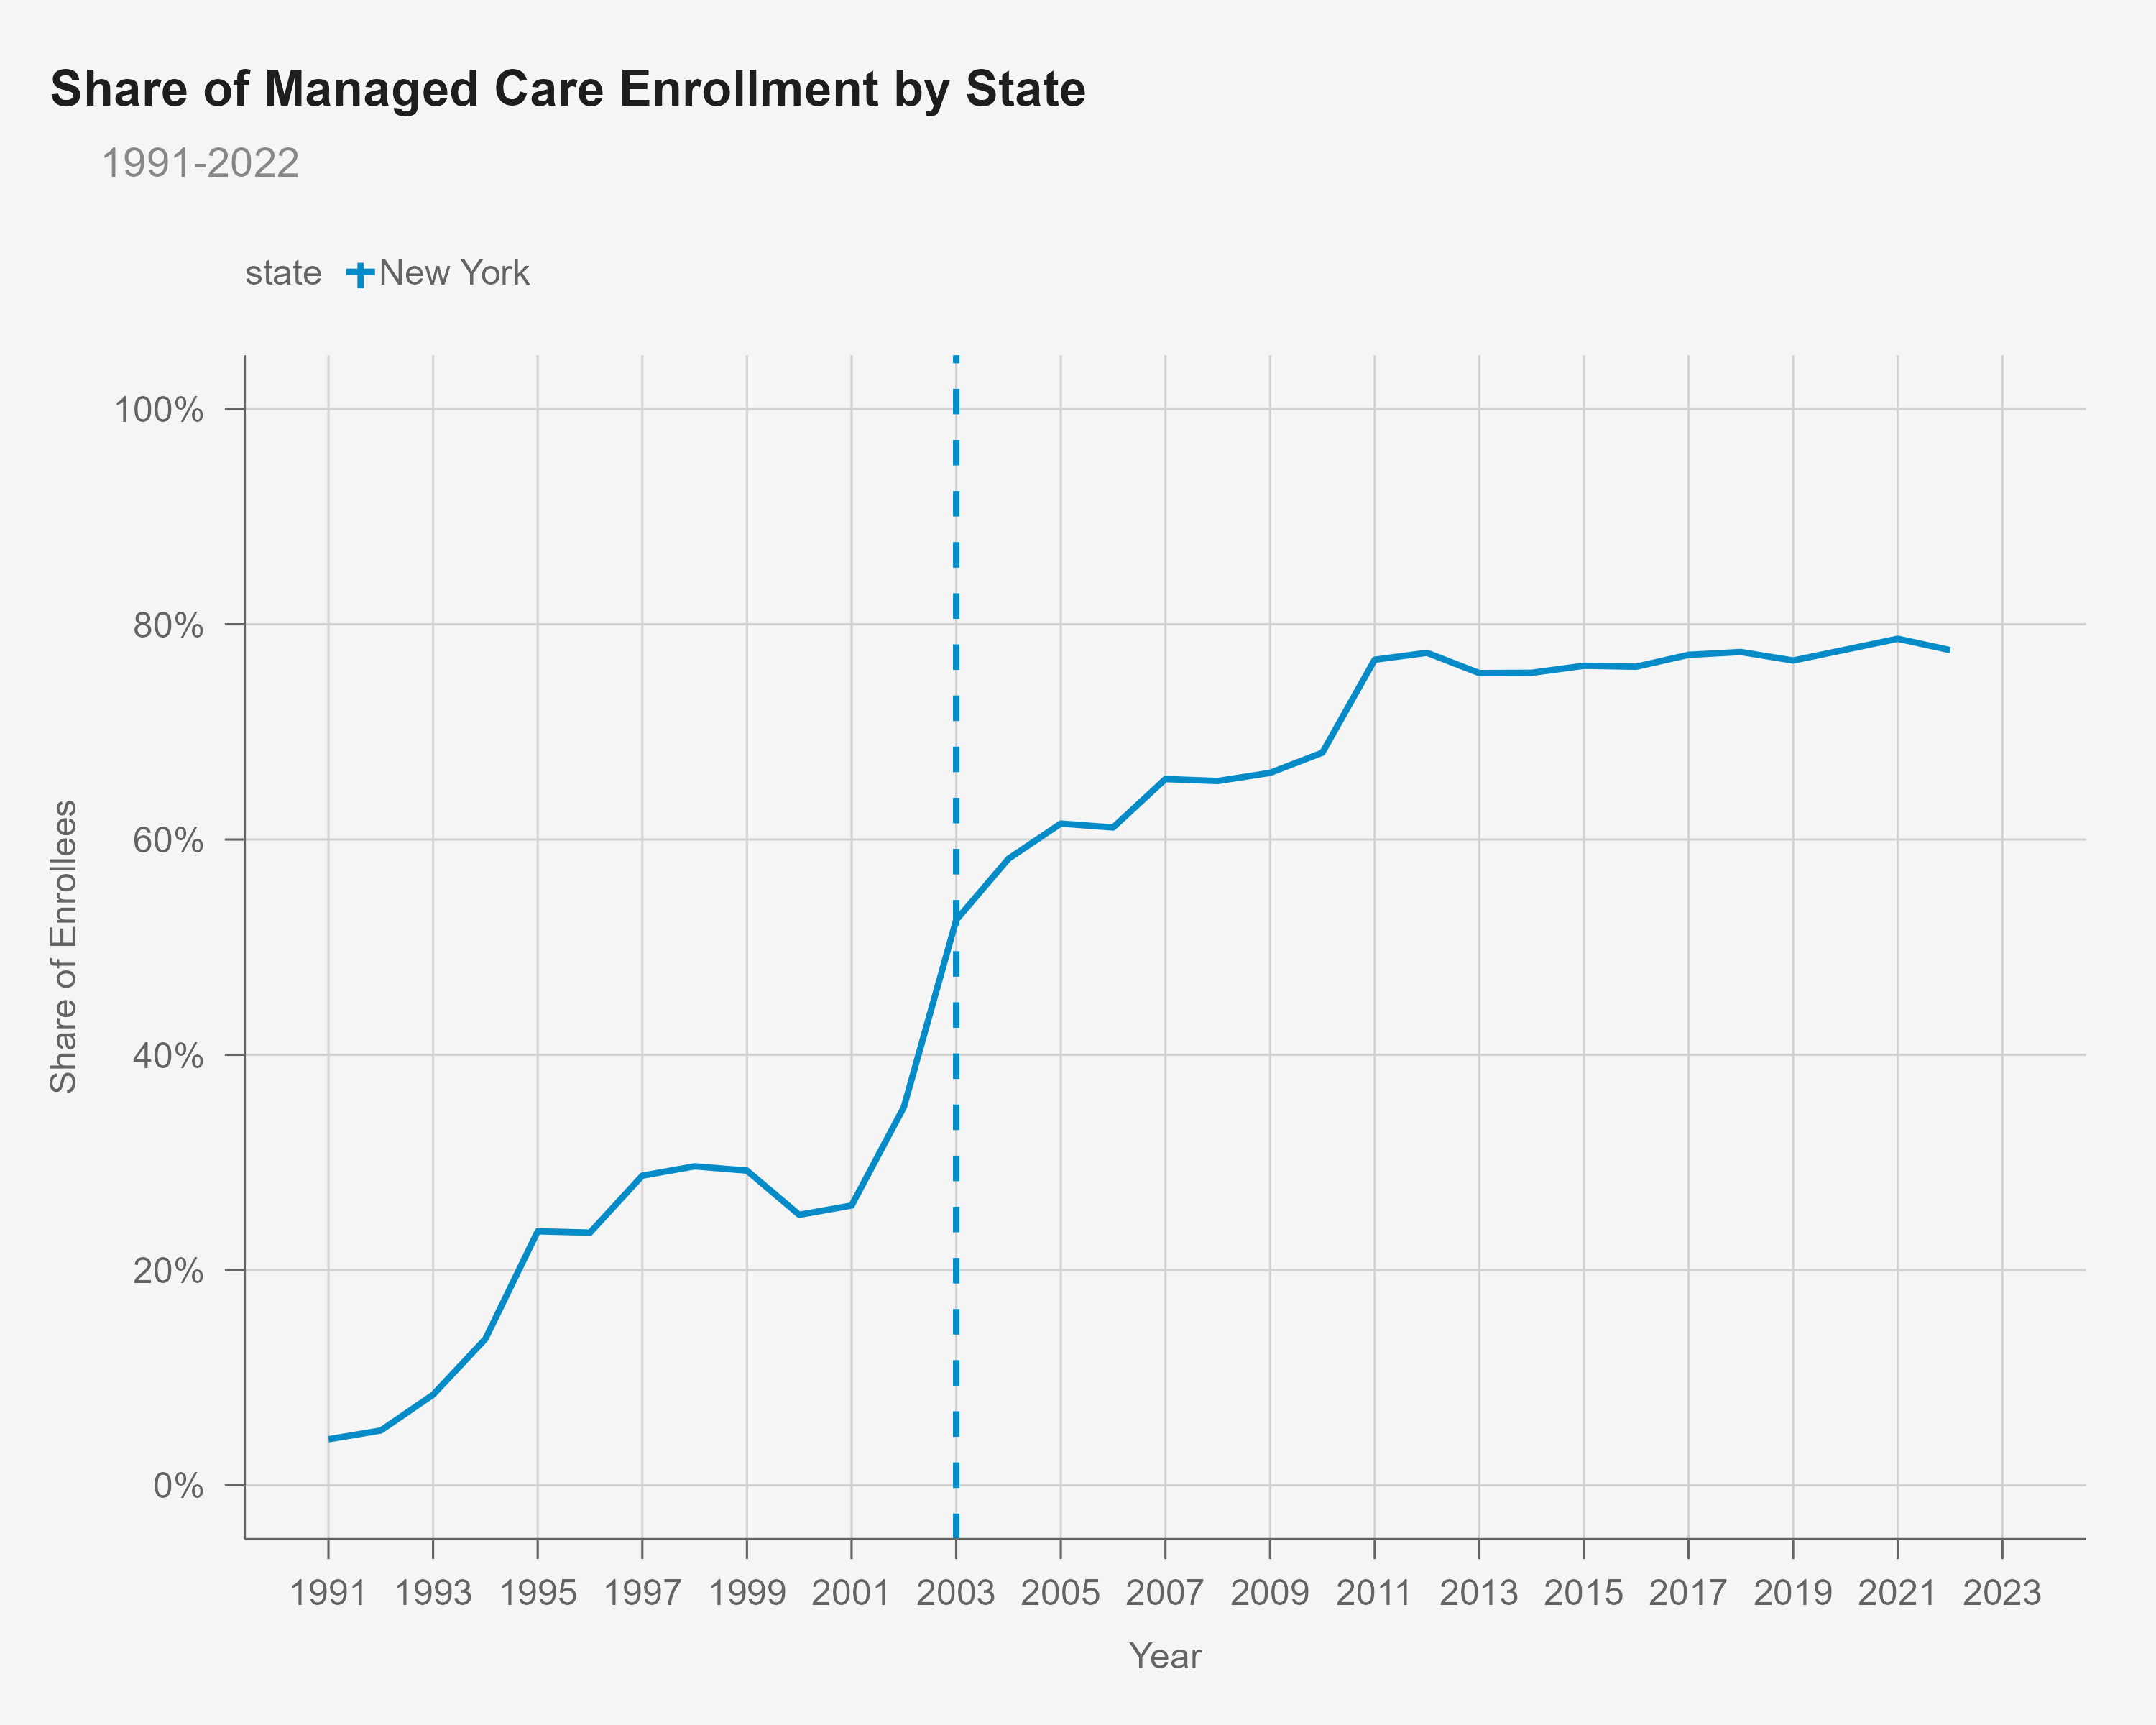 Share of Managed Care Enrollment by State
1991-2022
state New York
100%
80%
60%
40%
20%
0%
Share of Enrollees
1991 1993 1995 1997 1999 2001 2003 2005 2007 2009 2011 2013 2015 2017 2019 2021 2023
Year